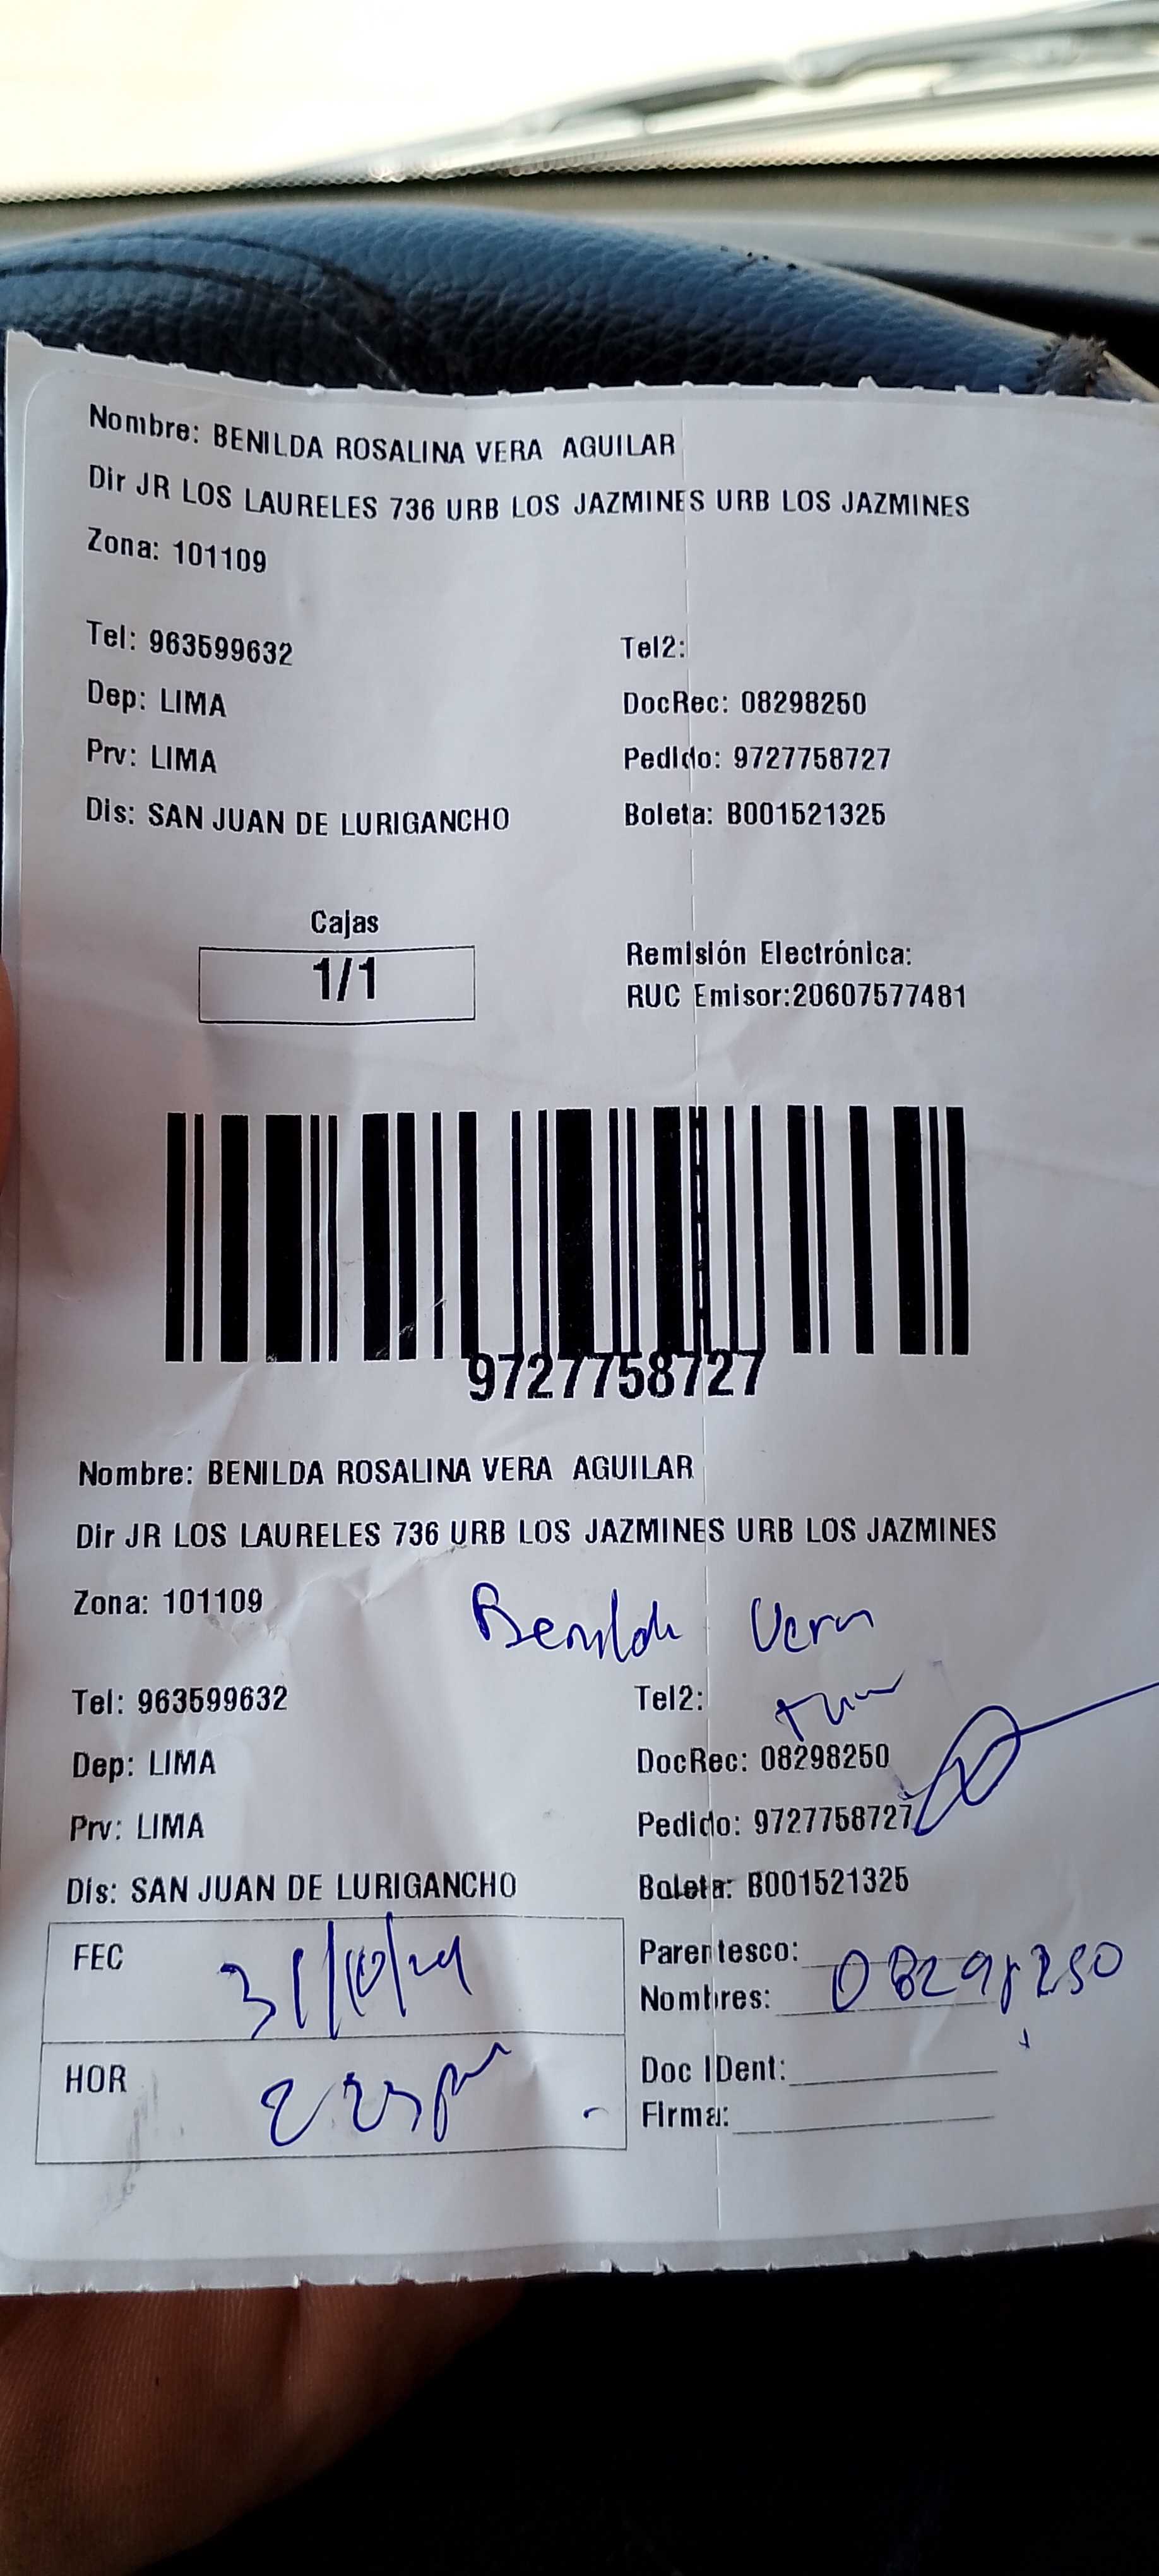 Nombre: BENILDA ROSALINA VERA AGUILAR
Dir JR LOS LAURELES 736 URB LOS JAZMINES URB LOS JAZMINES
Zona: 101109
Tel: 963599632 Tel2:
Dep: LIMA DocRec: 08298250
Prv: LIMA Pedido: 9727758727
Dis: SAN JUAN DE LURIGANCHO Boleta: B001521325
Cajas
1/1
Remisión Electrónica:
RUC Emisor:20607577481
9727758727
Nombre: BENILDA ROSALINA VERA AGUILAR
Dir JR LOS LAURELES 736 URB LOS JAZMINES URB LOS JAZMINES
Zona: 101109
Benilda Vera
Tel: 963599632 Tel2:
Dep: LIMA DocRec: 08298250
Prv: LIMA Pedido: 9727758727
Dis: SAN JUAN DE LURIGANCHO Boleta: B001521325
FEC 31/10/24
Parentesco:
Nombres: 08298250
HOR
Doc IDent:
Firma: